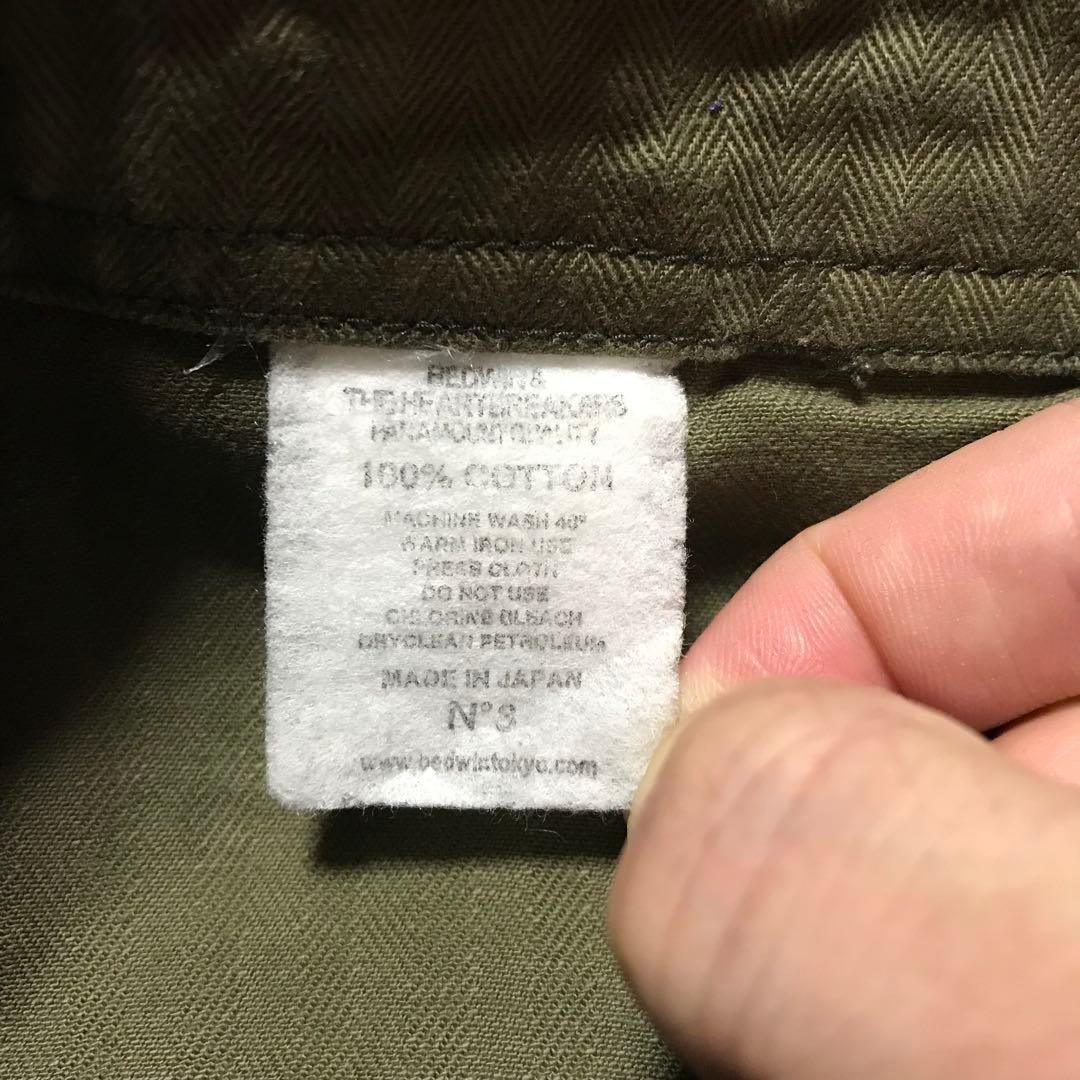 BEDWIN &
THE HEARTBREAKERS
PARAMOUNT QUALITY
100% COTTON
MACHINE WASH 40°
WARM IRON USE
PRESS CLOTH
DO NOT USE
CHLORINE BLEACH
DRYCLEAN PETROLEUM
MADE IN JAPAN
N°3
www.bedwintokyo.com